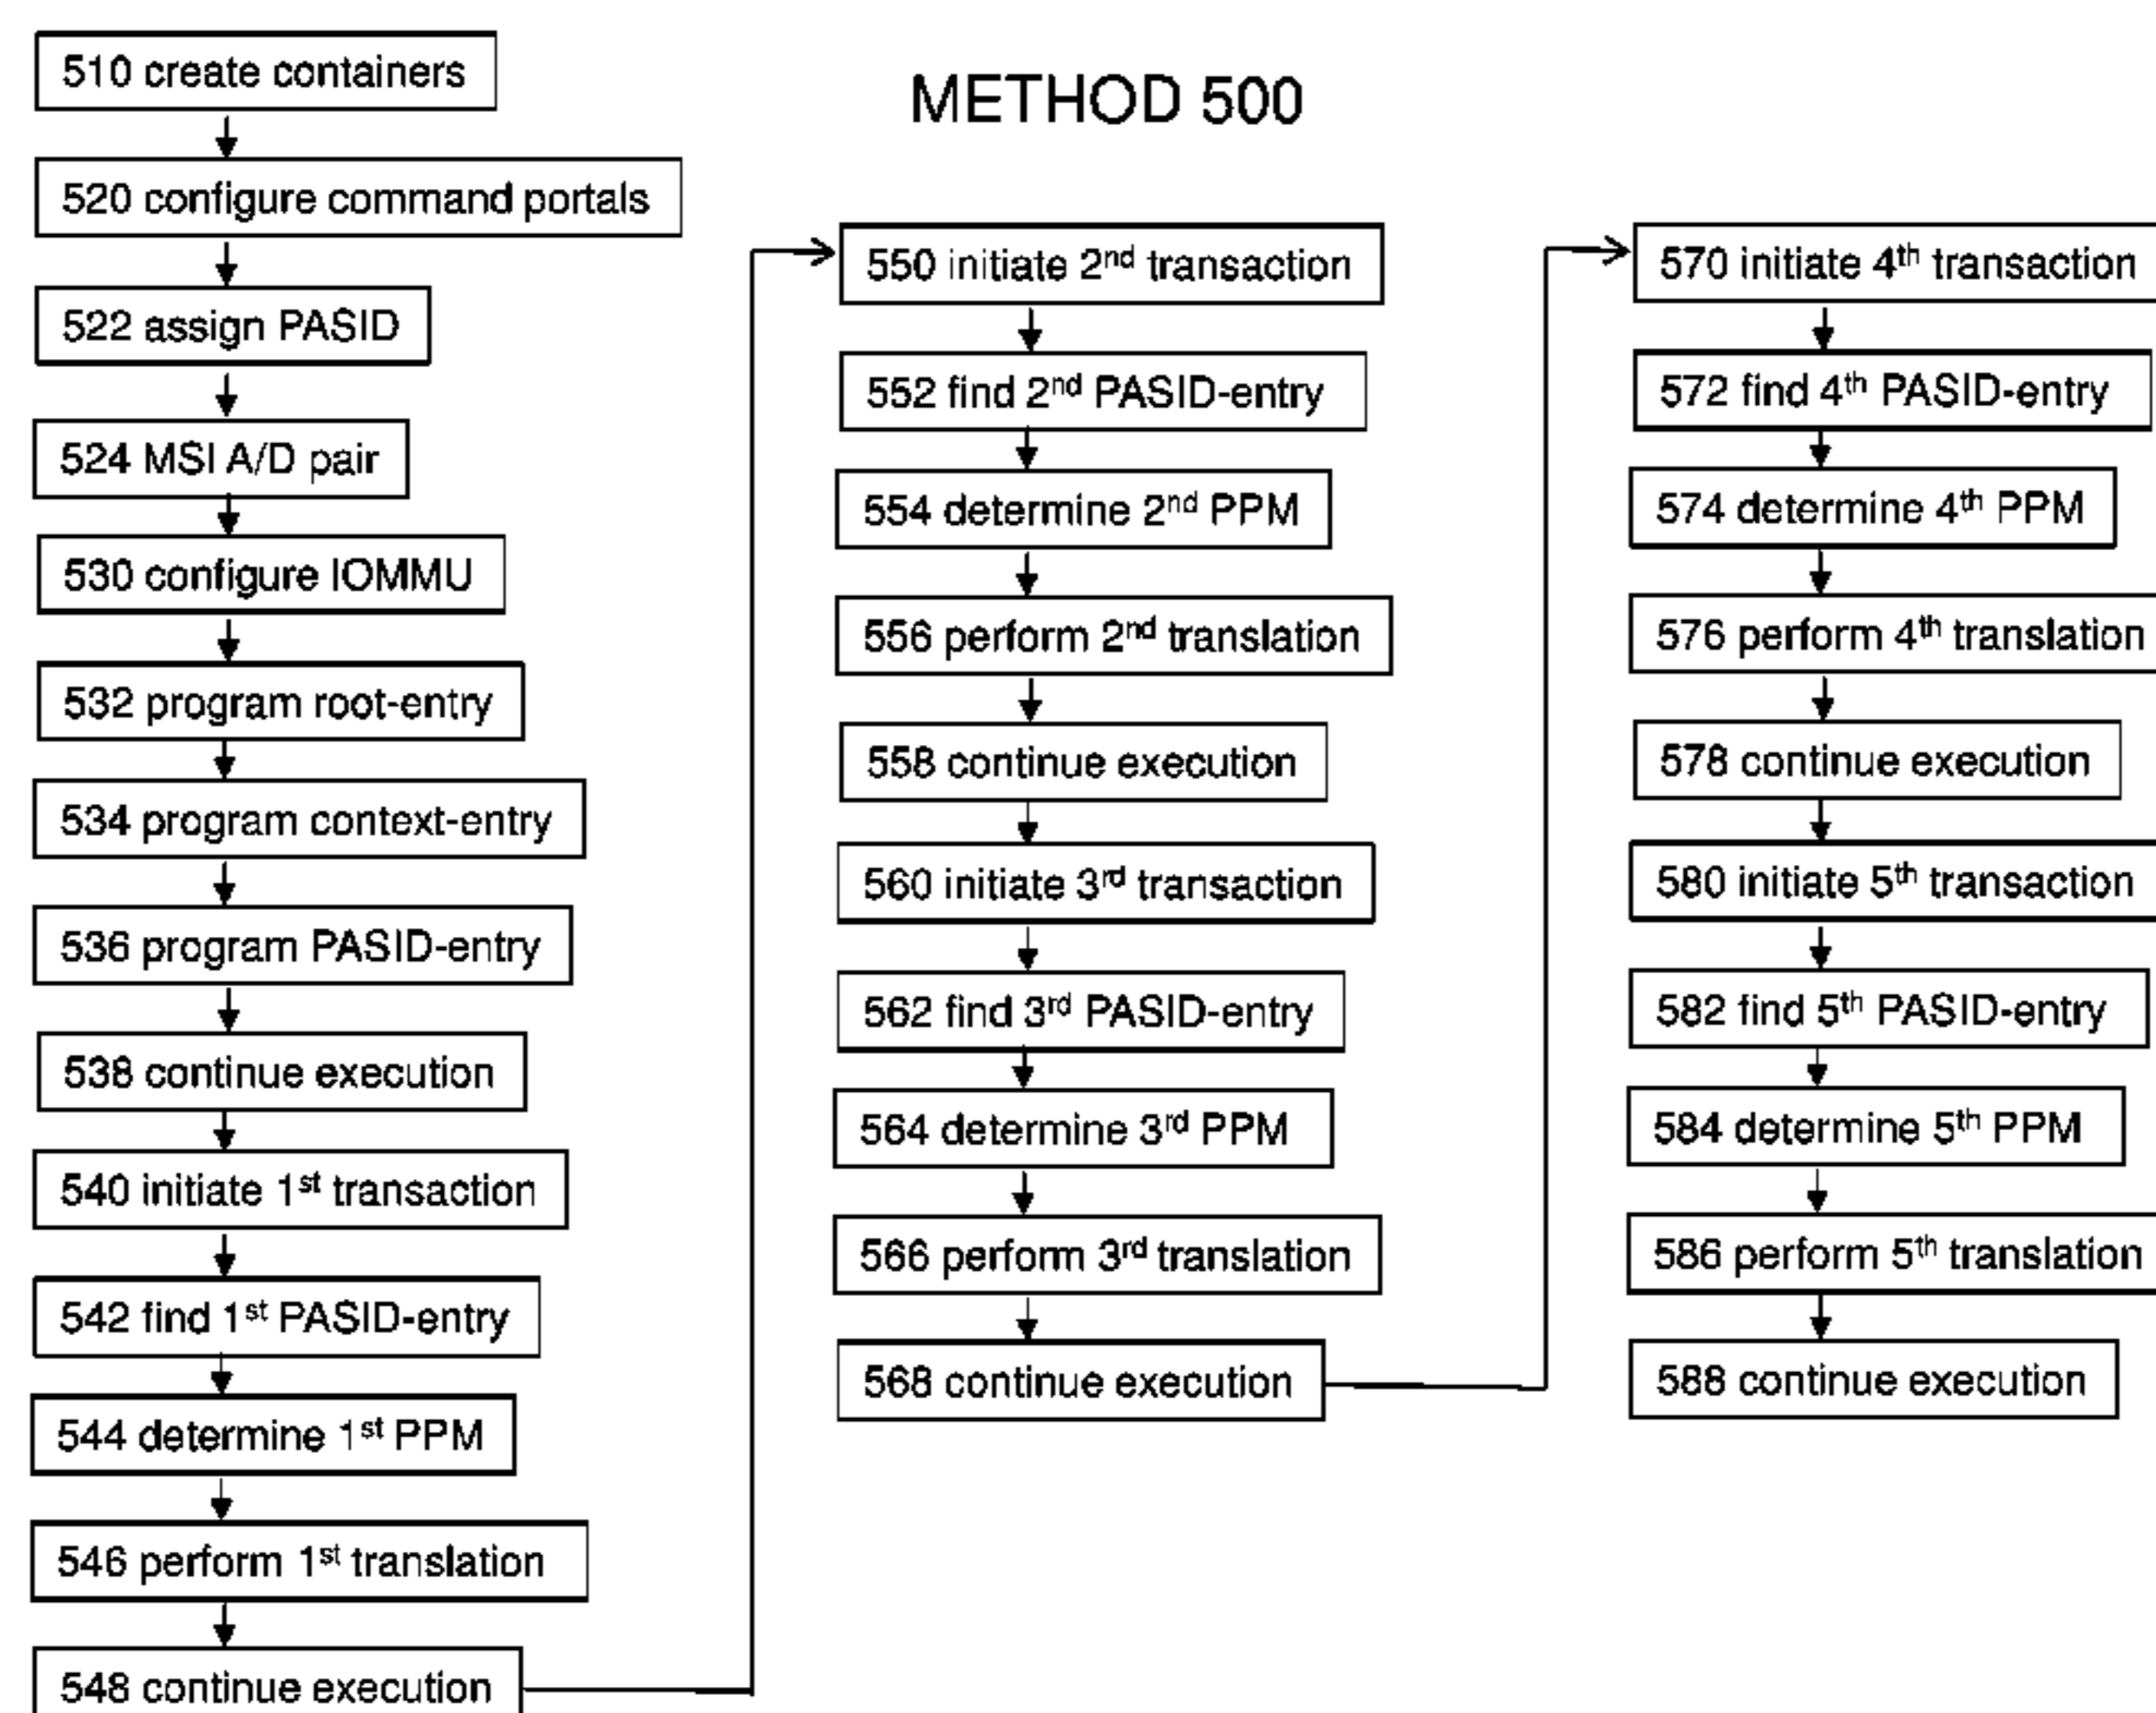 METHOD 500
510 create containers
520 configure command portals
522 assign PASID
524 MSI A/D pair
530 configure IOMMU
532 program root-entry
534 program context-entry
536 program PASID-entry
538 continue execution
540 initiate 1st transaction
542 find 1st PASID-entry
544 determine 1st PPM
546 perform 1st translation
548 continue execution
550 initiate 2nd transaction
552 find 2nd PASID-entry
554 determine 2nd PPM
556 perform 2nd translation
558 continue execution
560 initiate 3rd transaction
562 find 3rd PASID-entry
564 determine 3rd PPM
566 perform 3rd translation
568 continue execution
570 initiate 4th transaction
572 find 4th PASID-entry
574 determine 4th PPM
576 perform 4th translation
578 continue execution
580 initiate 5th transaction
582 find 5th PASID-entry
584 determine 5th PPM
586 perform 5th translation
588 continue execution